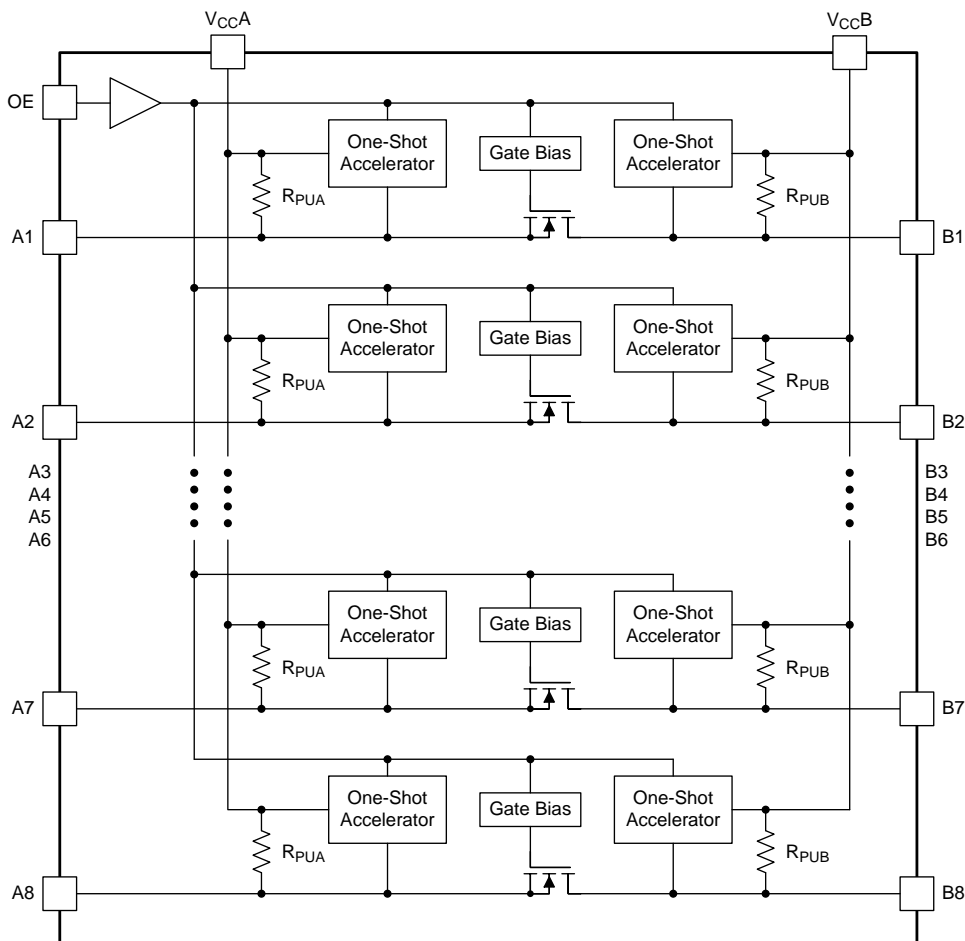 VCCA
VCCB
OE
One-Shot
Accelerator
Gate Bias
One-Shot
Accelerator
RPUA
RPUB
A1
B1
One-Shot
Accelerator
Gate Bias
One-Shot
Accelerator
RPUA
RPUB
A2
B2
A3
A4
A5
A6
B3
B4
B5
B6
One-Shot
Accelerator
Gate Bias
One-Shot
Accelerator
RPUA
RPUB
A7
B7
One-Shot
Accelerator
Gate Bias
One-Shot
Accelerator
RPUA
RPUB
A8
B8